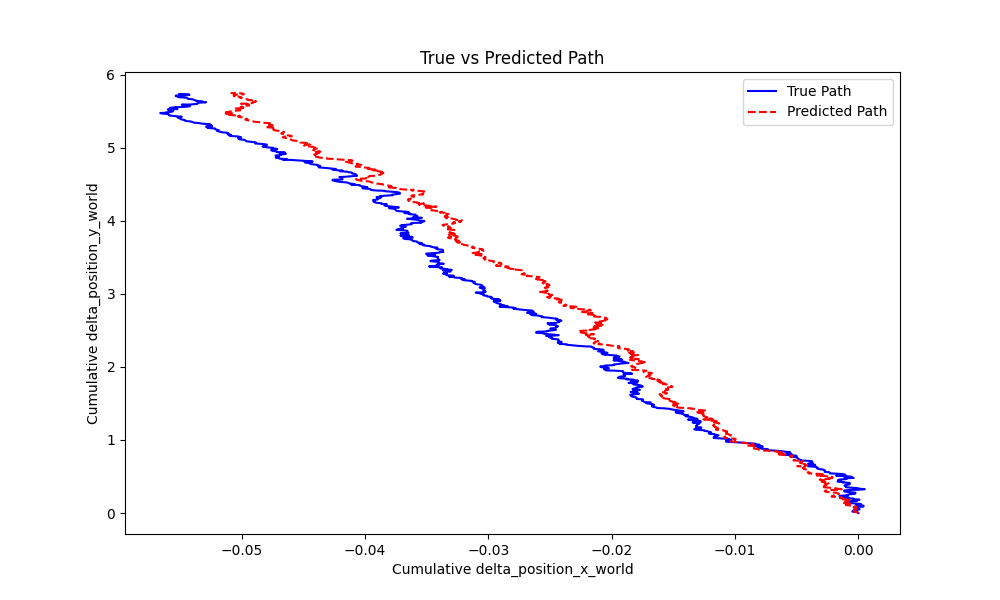 True vs Predicted Path
True Path
Predicted Path
6
5
4
3
2
1
0
Cumulative delta_position_y_world
−0.05 −0.04 −0.03 −0.02 −0.01 0.00
Cumulative delta_position_x_world